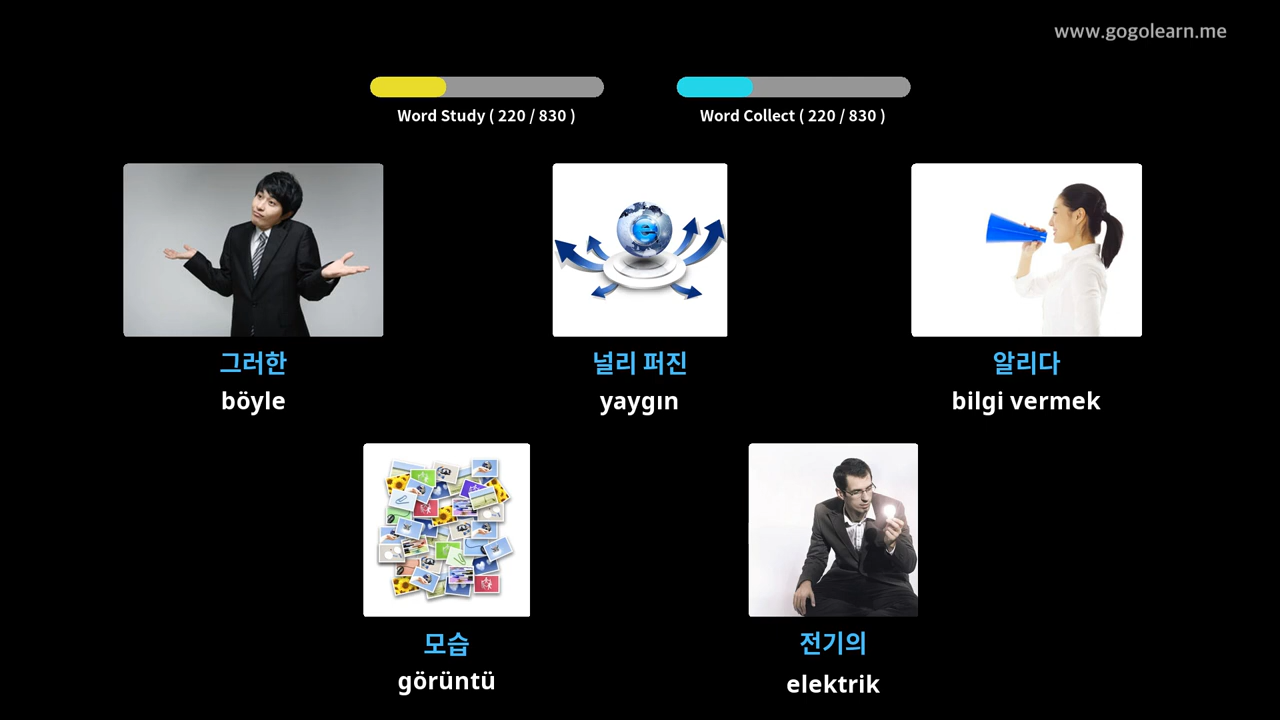 www.gogolearn.me
Word Study ( 220 / 830 )
Word Collect ( 220 / 830 )
그러한
böyle
널리 퍼진
yaygın
알리다
bilgi vermek
모습
görüntü
전기의
elektrik